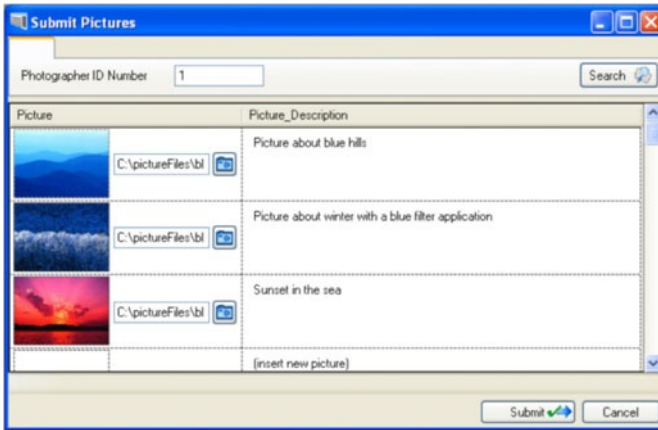 Submit Pictures
Photographer ID Number 1 Search
Picture Picture_Description
Picture about blue hills
C:\pictureFiles\bl
Picture about winter with a blue filter application
C:\pictureFiles\bl
Sunset in the sea
C:\pictureFiles\bl
(insert new picture)
Submit Cancel